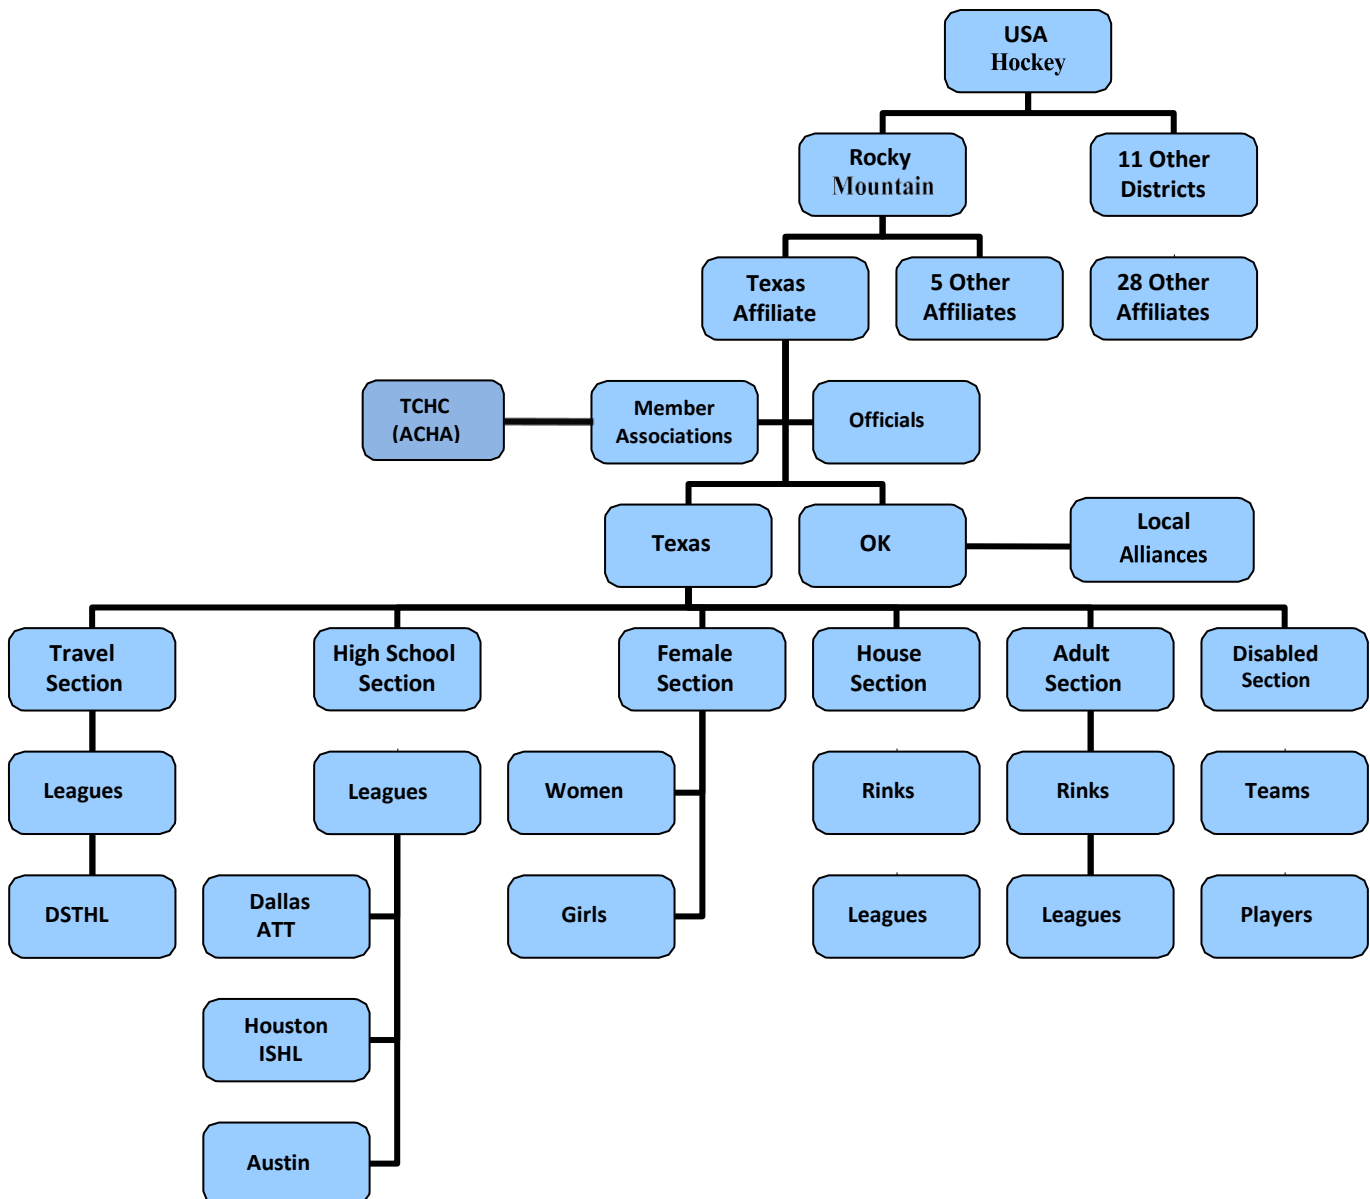 USA
Hockey
Rocky
Mountain
11 Other
Districts
Texas
Affiliate
5 Other
Affiliates
28 Other
Affiliates
TCHC
(ACHA)
Member
Associations
Officials
Texas
OK
Local
Alliances
Travel
Section
High School
Section
Female
Section
House
Section
Adult
Section
Disabled
Section
Leagues
Leagues
Women
Rinks
Rinks
Teams
DSTHL
Dallas
ATT
Girls
Leagues
Leagues
Players
Houston
ISHL
Austin